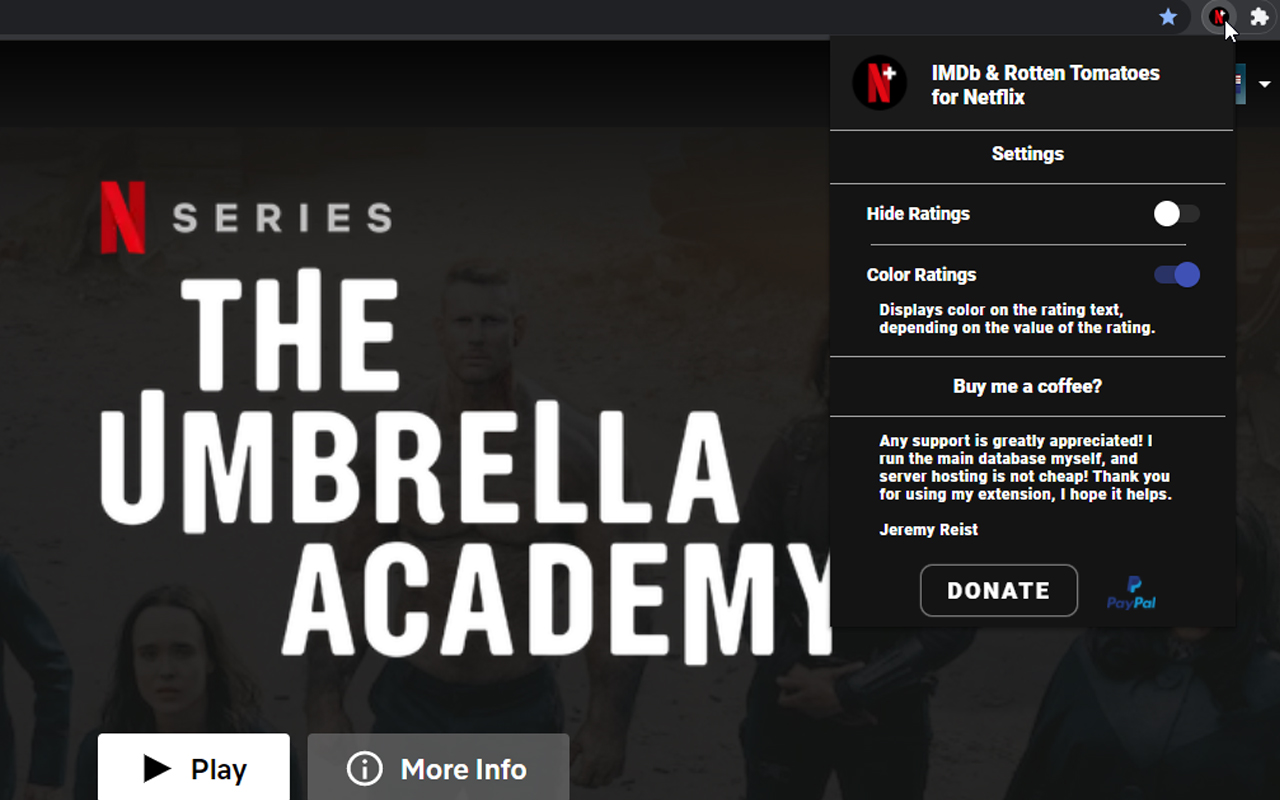 IMDb & Rotten Tomatoes
for Netflix
Settings
Hide Ratings
Color Ratings
Displays color on the rating text,
depending on the value of the rating.
Buy me a coffee?
Any support is greatly appreciated! I
run the main database myself, and
server hosting is not cheap! Thank you
for using my extension, I hope it helps.
Jeremy Reist
DONATE
PayPal
N SERIES
THE
UMBRELLA
ACADEMY
Play
More Info